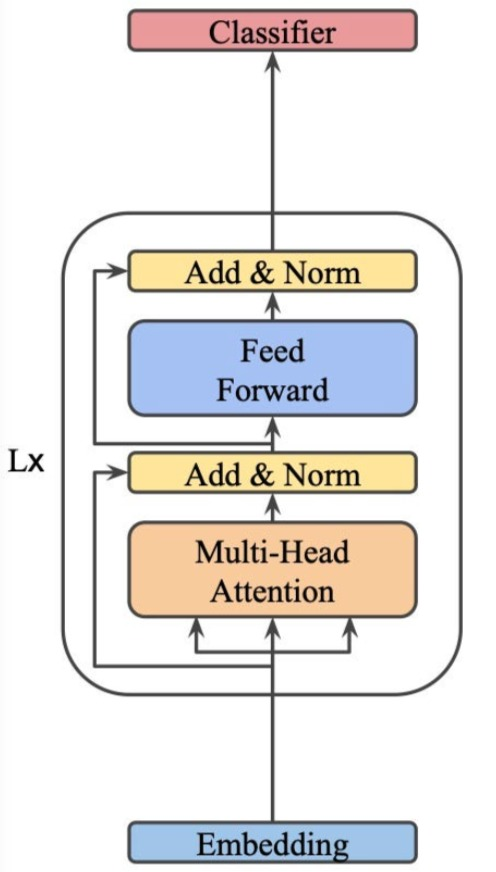 Classifier
Add & Norm
Feed
Forward
Lx
Add & Norm
Multi-Head
Attention
Embedding